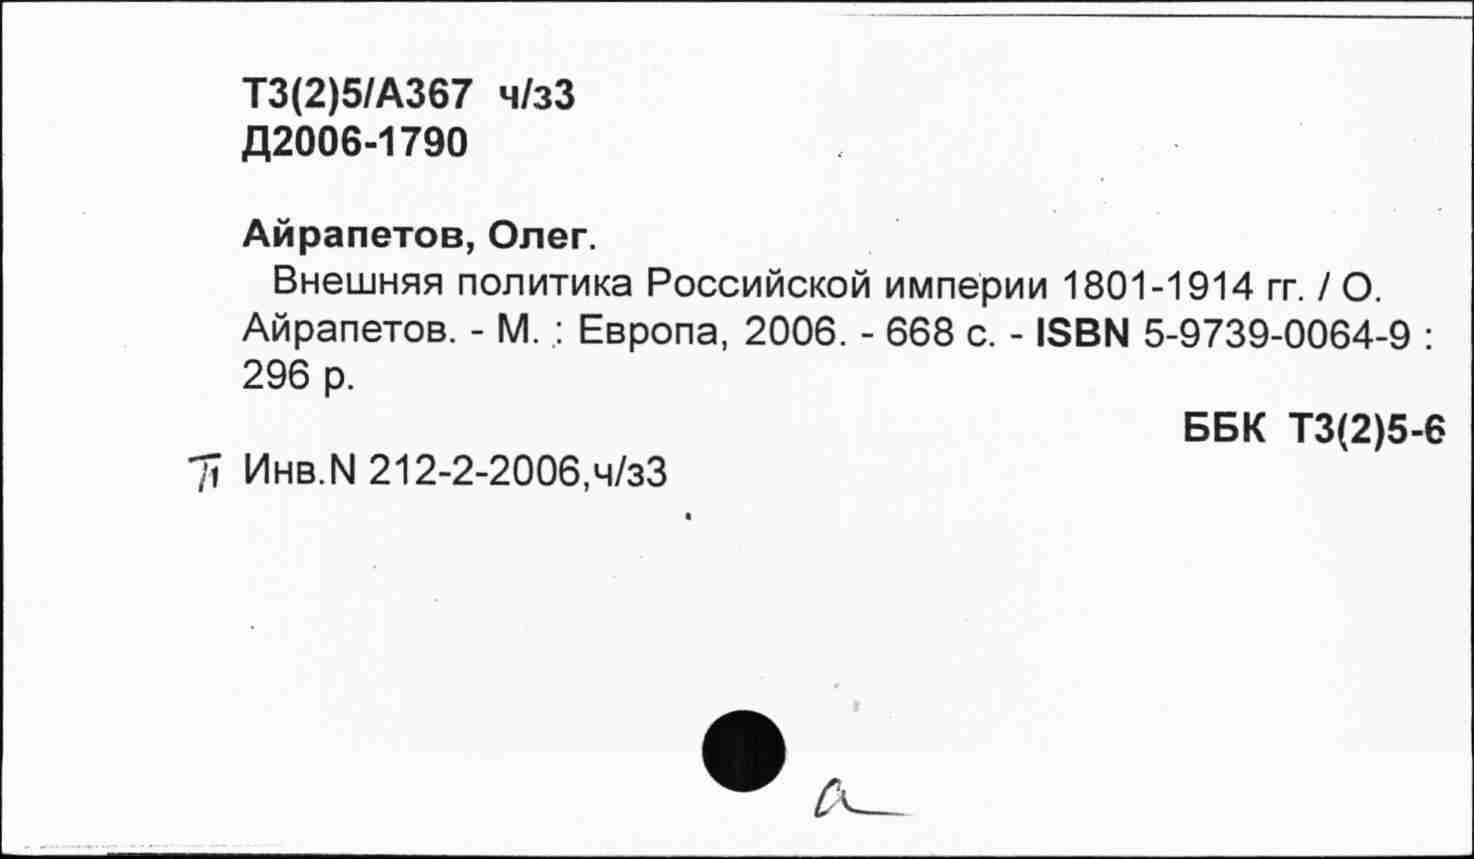 Т3(2)5/А367 ч/з3
Д2006-1790
Айрапетов, Олег.
Внешняя политика Российской империи 1801-1914 гг. / О.
Айрапетов. - М. : Европа, 2006. - 668 с. - ISBN 5-9739-0064-9 :
296 р.
ББК Т3(2)5-6
Инв.N 212-2-2006,ч/з3
а